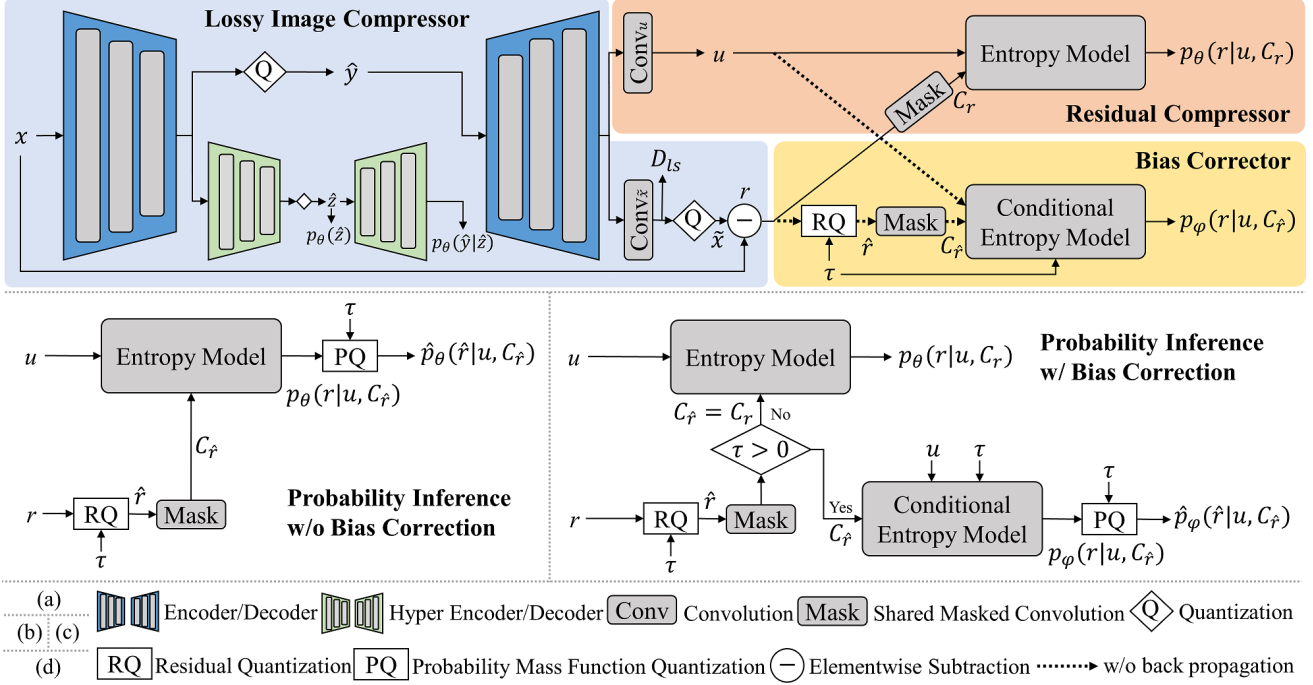 Lossy Image Compressor
x
Q
ŷ
ẑ
p_θ(ẑ)
p_θ(ŷ|ẑ)
Conv_u
u
Entropy Model
p_θ(r|u, C_r)
Mask
C_r
Residual Compressor
Bias Corrector
D_ls
Conv_x̃
Q
x̃
r
−
RQ
r̂
Mask
C_r̂
τ
Conditional
Entropy Model
p_φ(r|u, C_r̂)
u
Entropy Model
τ
PQ
p̂_θ(r̂|u, C_r̂)
p_θ(r|u, C_r̂)
C_r̂
r
RQ
r̂
Mask
τ
Probability Inference
w/o Bias Correction
u
Entropy Model
p_θ(r|u, C_r)
Probability Inference
w/ Bias Correction
C_r̂ = C_r
No
τ > 0
Yes
C_r̂
r
RQ
r̂
Mask
τ
u
τ
Conditional
Entropy Model
τ
PQ
p̂_φ(r̂|u, C_r̂)
p_φ(r|u, C_r̂)
(a)
(b)
(c)
(d)
Encoder/Decoder
Hyper Encoder/Decoder
Conv
Convolution
Mask
Shared Masked Convolution
Q
Quantization
RQ
Residual Quantization
PQ
Probability Mass Function Quantization
−
Elementwise Subtraction
w/o back propagation